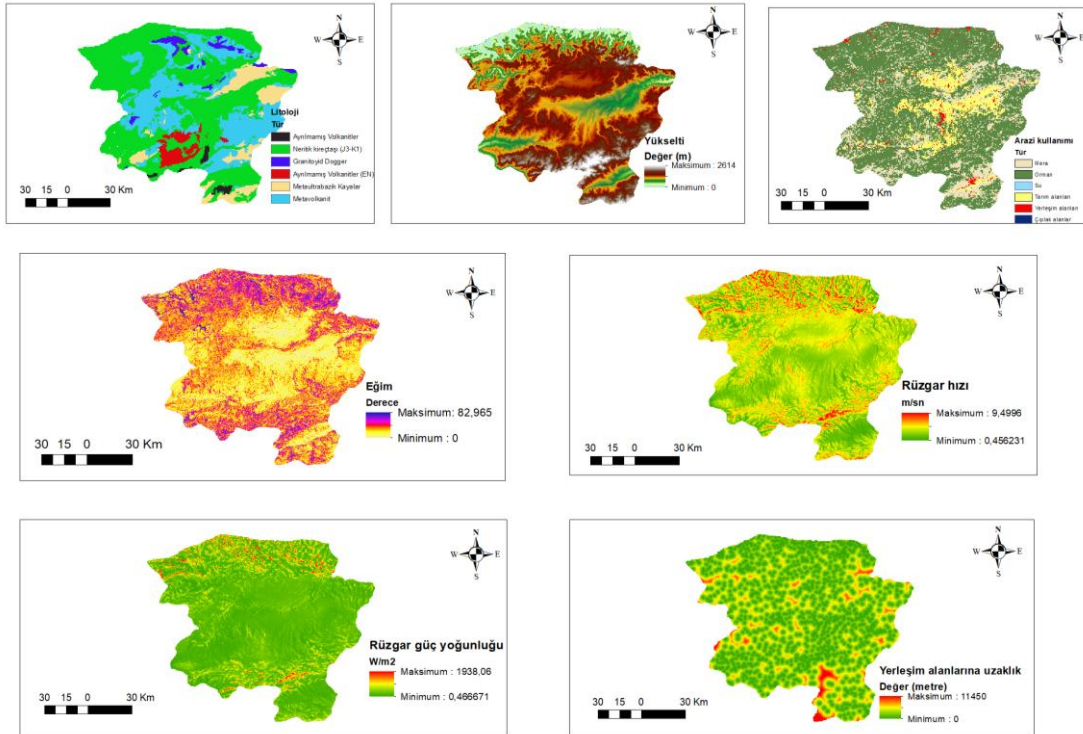 N
W E
S
Litoloji
Tür
Ayrılmamış Volkanitler
Neritik kireçtaşı (J3-K1)
Granitoyid Dogger
Ayrılmamış Volkanitler (EN)
Metaultrabazik Kayalar
Metavolkanit
30 15 0 30 Km
N
W E
S
Yükselti
Değer (m)
Maksimum : 2614
Minimum : 0
30 15 0 30 Km
N
W E
S
Arazi kullanımı
Tür
Mera
Orman
Su
Tarım alanları
Yerleşim alanları
Çıplak alanlar
30 15 0 30 Km
N
W E
S
Eğim
Derece
Maksimum: 82,965
Minimum : 0
30 15 0 30 Km
N
W E
S
Rüzgar hızı
m/sn
Maksimum : 9,4996
Minimum : 0,456231
30 15 0 30 Km
N
W E
S
Rüzgar güç yoğunluğu
W/m2
Maksimum : 1938,06
Minimum : 0,466671
30 15 0 30 Km
N
W E
S
Yerleşim alanlarına uzaklık
Değer (metre)
Maksimum : 11450
Minimum : 0
30 15 0 30 Km